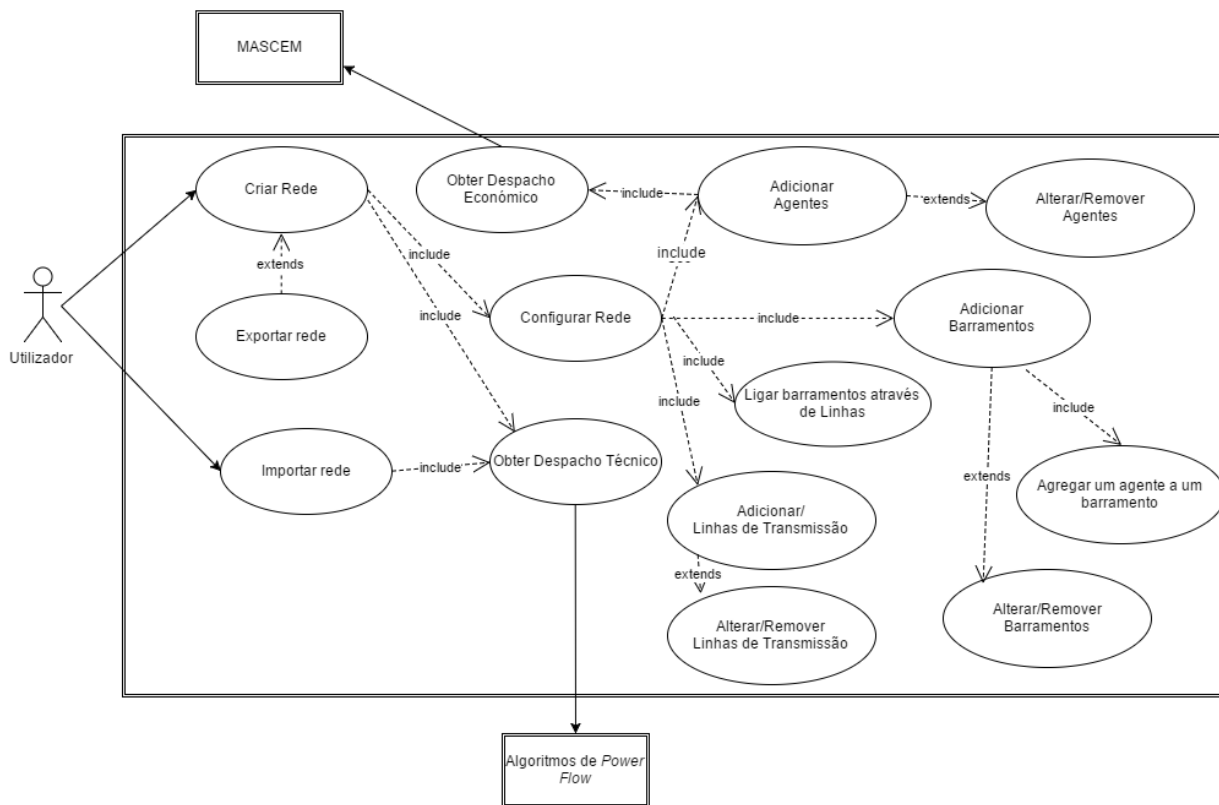 MASCEM
Criar Rede
Obter Despacho
Económico
include
Adicionar
Agentes
extends
Alterar/Remover
Agentes
extends
include
include
Utilizador
Exportar rede
include
Configurar Rede
include
Adicionar
Barramentos
include
Ligar barramentos através
de Linhas
include
include
Importar rede
include
Obter Despacho Técnico
extends
Agregar um agente a um
barramento
Adicionar/
Linhas de Transmissão
extends
Alterar/Remover
Linhas de Transmissão
Alterar/Remover
Barramentos
Algoritmos de Power
Flow